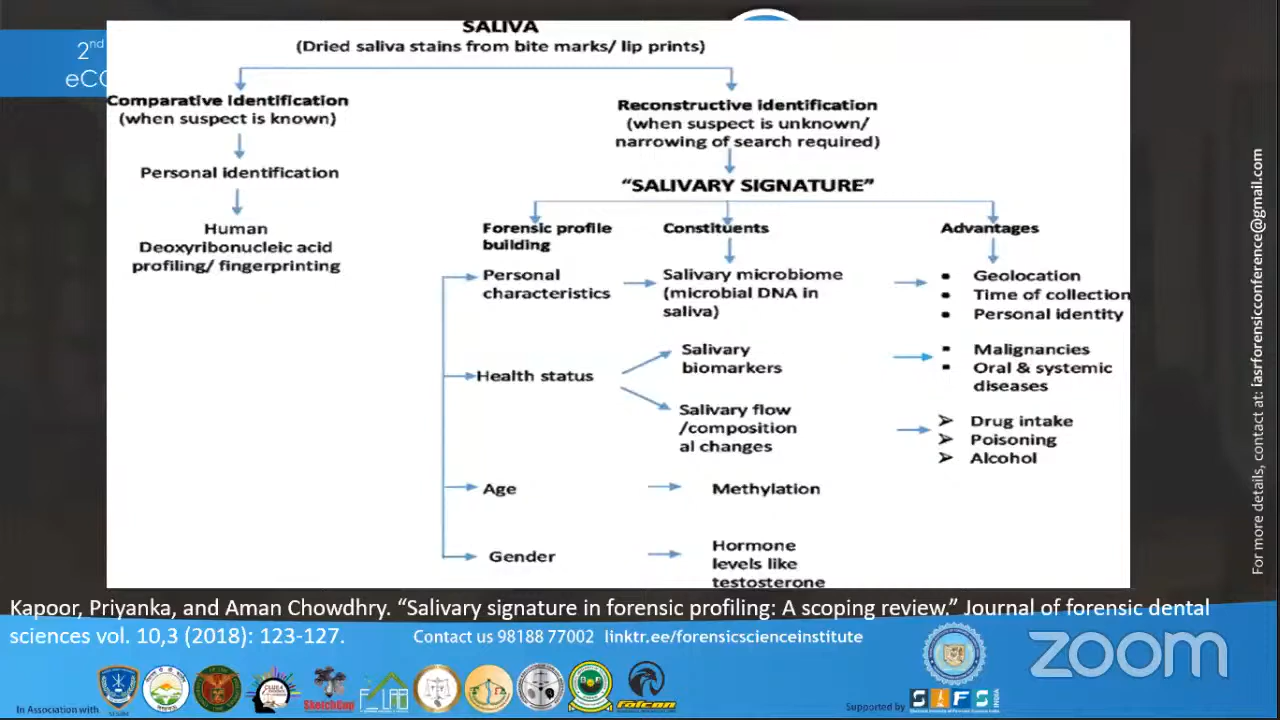 2nd
eCO
SALIVA
(Dried saliva stains from bite marks/ lip prints)
Comparative identification
(when suspect is known)
Personal identification
Human
Deoxyribonucleic acid
profiling/ fingerprinting)
Reconstructive identification
(when suspect is unknown/
narrowing of search required)
“SALIVARY SIGNATURE”
Forensic profile
building
Constituents
Advantages
Personal
characteristics
Salivary microbiome
(microbial DNA in
saliva)
• Geolocation
• Time of collection
• Personal identity
Health status
Salivary
biomarkers
▪ Malignancies
▪ Oral & systemic
diseases
Salivary flow
/composition
al changes
➢ Drug intake
➢ Poisoning
➢ Alcohol
Age
Methylation
Gender
Hormone
levels like
testosterone
For more details, contact at: iasrforensicconference@gmail.com
Kapoor, Priyanka, and Aman Chowdhry. “Salivary signature in forensic profiling: A scoping review.” Journal of forensic dental
sciences vol. 10,3 (2018): 123-127.
Contact us 98188 77002 linktr.ee/forensicscienceinstitute
zoom
In Association with
SketchCop
falcon
Supported by
SIFS
INDIA